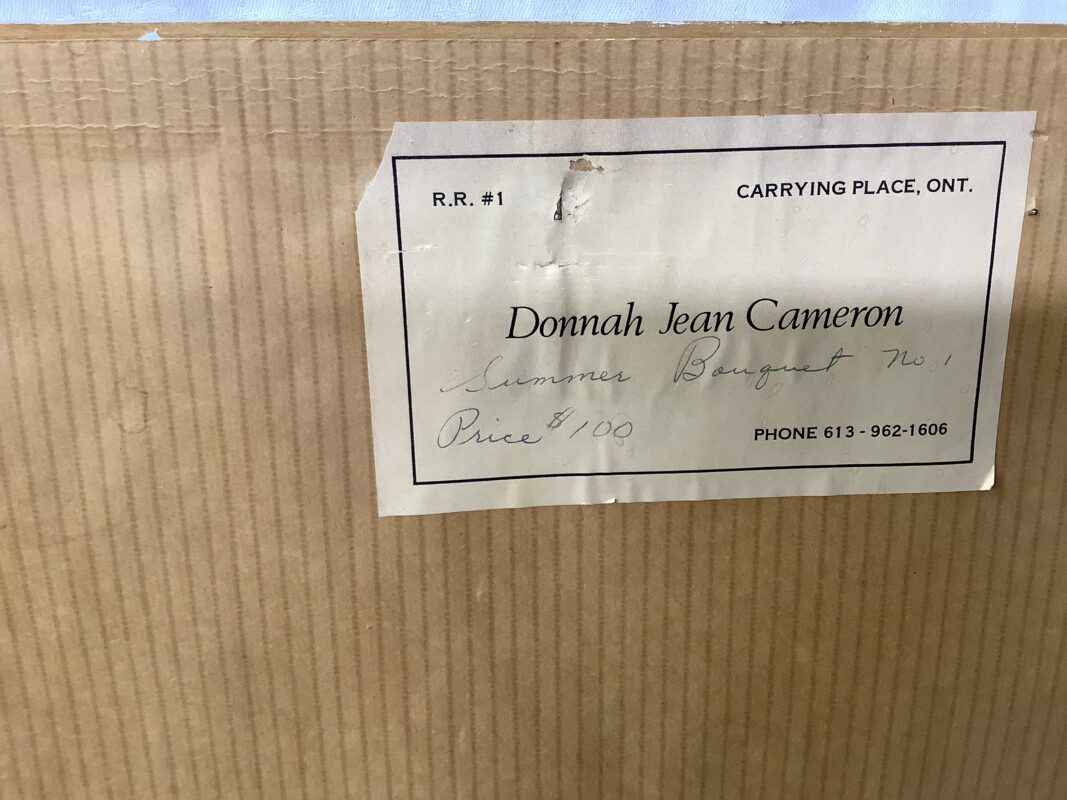 R.R. #1
CARRYING PLACE, ONT.
Donnah Jean Cameron
Summer Bouquet No. 1
Price $100
PHONE 613 - 962-1606